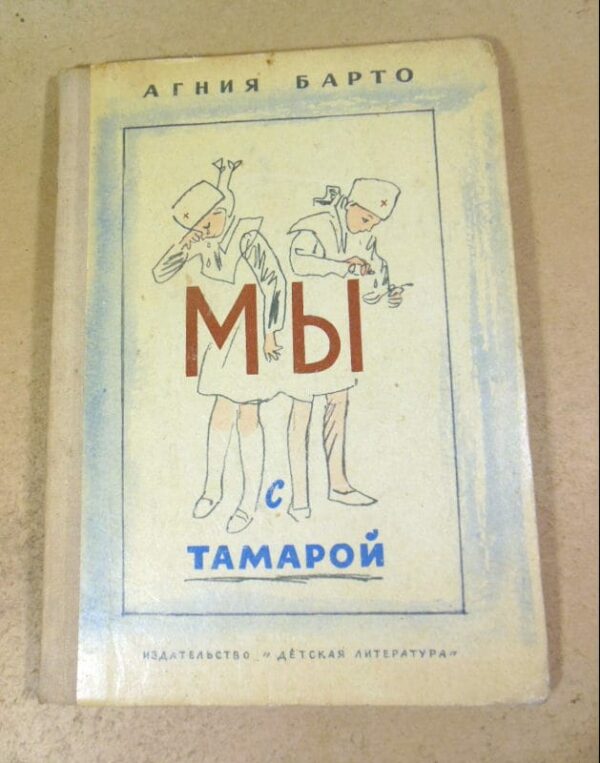 АГНИЯ БАРТО
МЫ
С
ТАМАРОЙ
ИЗДАТЕЛЬСТВО "ДЕТСКАЯ ЛИТЕРАТУРА"